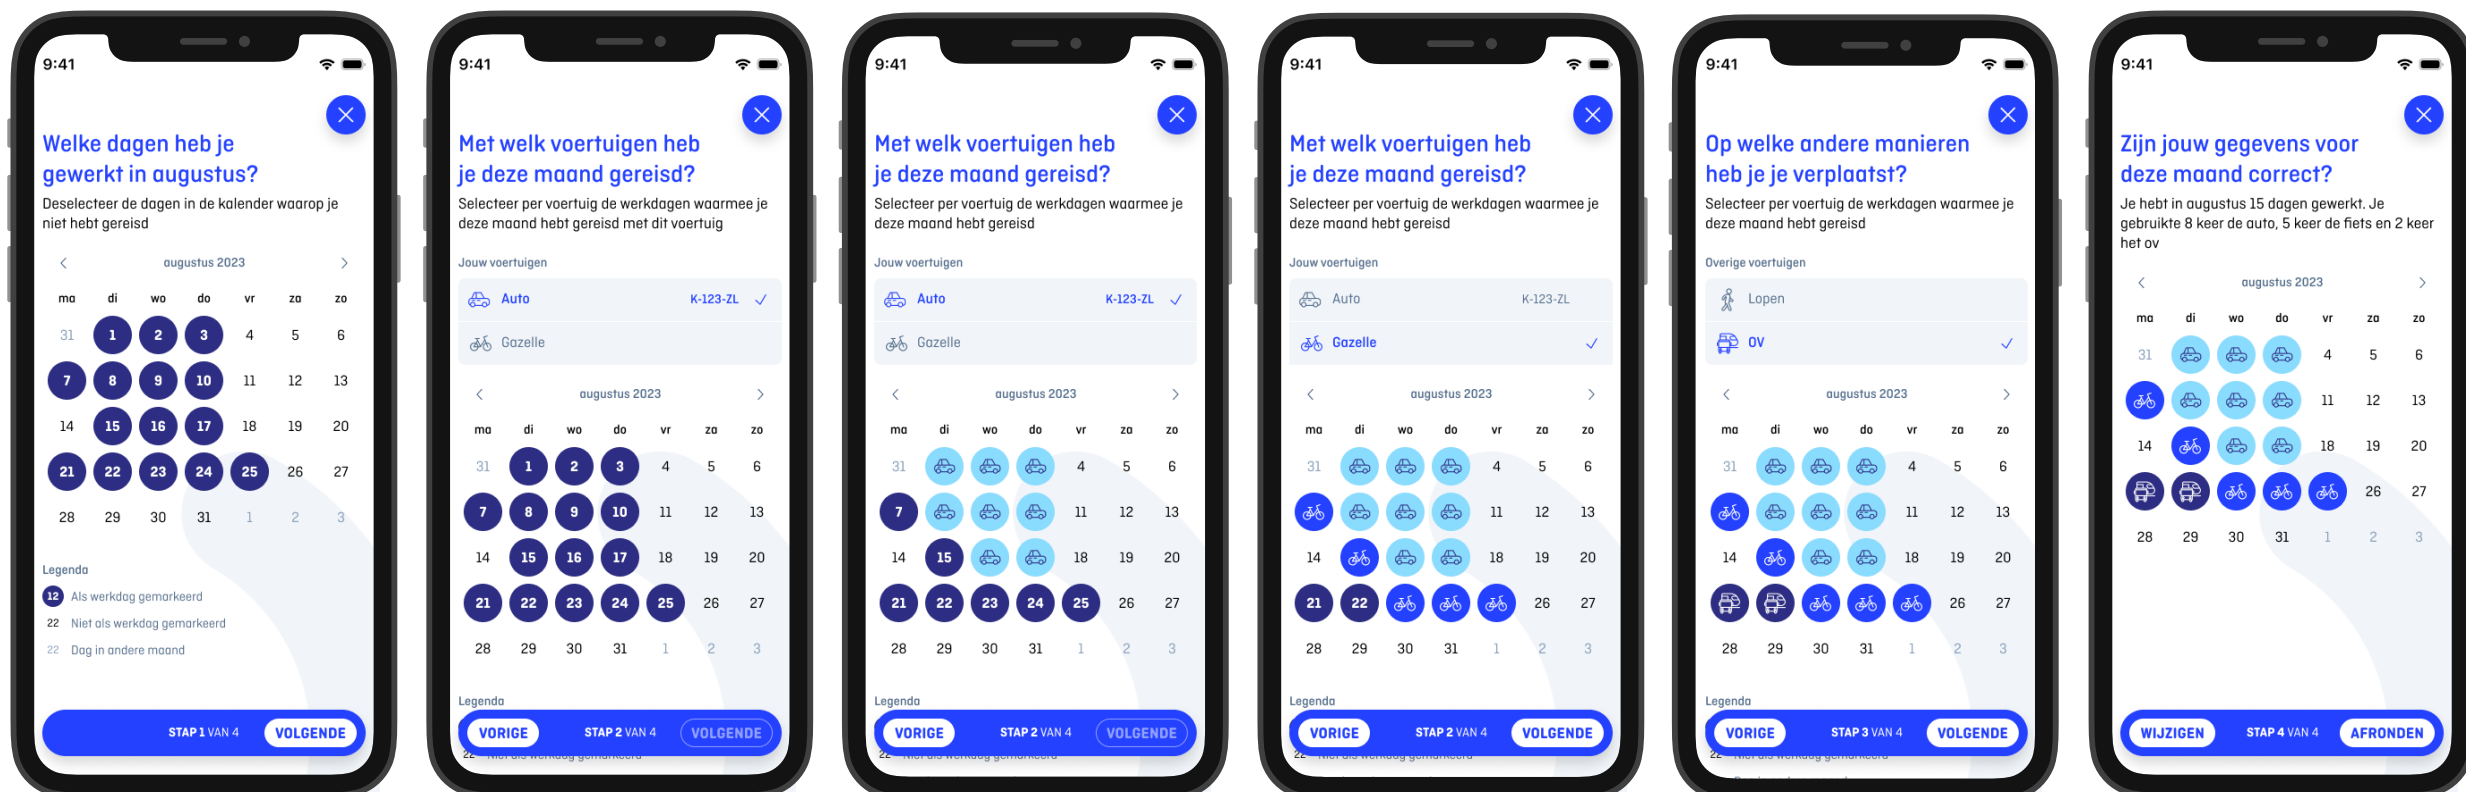 9:41
Welke dagen heb je
gewerkt in augustus?
Deselecteer de dagen in de kalender waarop je
niet hebt gereisd
augustus 2023
ma di wo do vr za zo
31 1 2 3 4 5 6
7 8 9 10 11 12 13
14 15 16 17 18 19 20
21 22 23 24 25 26 27
28 29 30 31 1 2 3
Legenda
12 Als werkdag gemarkeerd
22 Niet als werkdag gemarkeerd
22 Dag in andere maand
STAP 1 VAN 4 VOLGENDE
9:41
Met welk voertuigen heb
je deze maand gereisd?
Selecteer per voertuig de werkdagen waarmee je
deze maand hebt gereisd met dit voertuig
Jouw voertuigen
Auto K-123-ZL
Gazelle
augustus 2023
ma di wo do vr za zo
31 1 2 3 4 5 6
7 8 9 10 11 12 13
14 15 16 17 18 19 20
21 22 23 24 25 26 27
28 29 30 31 1 2 3
Legenda
VORIGE STAP 2 VAN 4 VOLGENDE
22 Niet als werkdag gemarkeerd
9:41
Met welk voertuigen heb
je deze maand gereisd?
Selecteer per voertuig de werkdagen waarmee je
deze maand hebt gereisd
Jouw voertuigen
Auto K-123-ZL
Gazelle
augustus 2023
ma di wo do vr za zo
31 4 5 6
7 11 12 13
14 15 18 19 20
21 22 23 24 25 26 27
28 29 30 31 1 2 3
Legenda
VORIGE STAP 2 VAN 4 VOLGENDE
22 Niet als werkdag gemarkeerd
9:41
Met welk voertuigen heb
je deze maand gereisd?
Selecteer per voertuig de werkdagen waarmee je
deze maand hebt gereisd
Jouw voertuigen
Auto K-123-ZL
Gazelle
augustus 2023
ma di wo do vr za zo
31 4 5 6
11 12 13
14 18 19 20
21 22 26 27
28 29 30 31 1 2 3
Legenda
VORIGE STAP 2 VAN 4 VOLGENDE
22 Niet als werkdag gemarkeerd
9:41
Op welke andere manieren
heb je je verplaatst?
Selecteer per voertuig de werkdagen waarmee je
deze maand hebt gereisd
Overige voertuigen
Lopen
OV
augustus 2023
ma di wo do vr za zo
31 4 5 6
11 12 13
14 18 19 20
26 27
28 29 30 31 1 2 3
Legenda
VORIGE STAP 3 VAN 4 VOLGENDE
22 Niet als werkdag gemarkeerd
9:41
Zijn jouw gegevens voor
deze maand correct?
Je hebt in augustus 15 dagen gewerkt. Je
gebruikte 8 keer de auto, 5 keer de fiets en 2 keer
het ov
augustus 2023
ma di wo do vr za zo
31 4 5 6
11 12 13
14 18 19 20
26 27
28 29 30 31 1 2 3
WIJZIGEN STAP 4 VAN 4 AFRONDEN